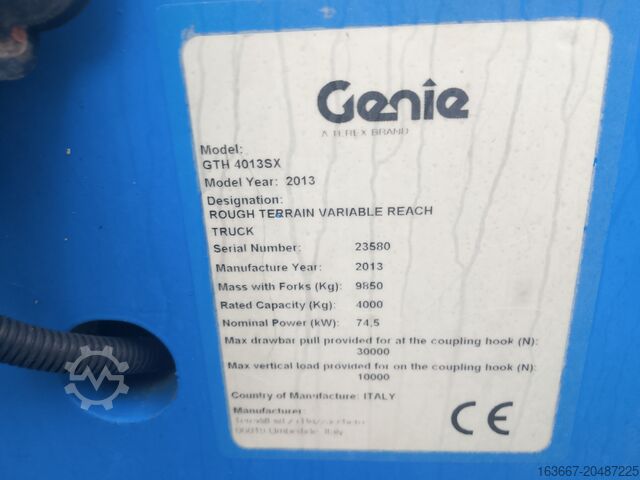 Genie
A TEREX BRAND
Model:
GTH 4013SX
Model Year: 2013
Designation:
ROUGH TERRAIN VARIABLE REACH
TRUCK
Serial Number: 23580
Manufacture Year: 2013
Mass with Forks (Kg): 9850
Rated Capacity (Kg): 4000
Nominal Power (kW): 74,5
Max drawbar pull provided for at the coupling hook (N):
30000
Max vertical load provided for on the coupling hook (N):
10000
Country of Manufacture: ITALY
Manufacturer:
Italy
CE
163667-20487225